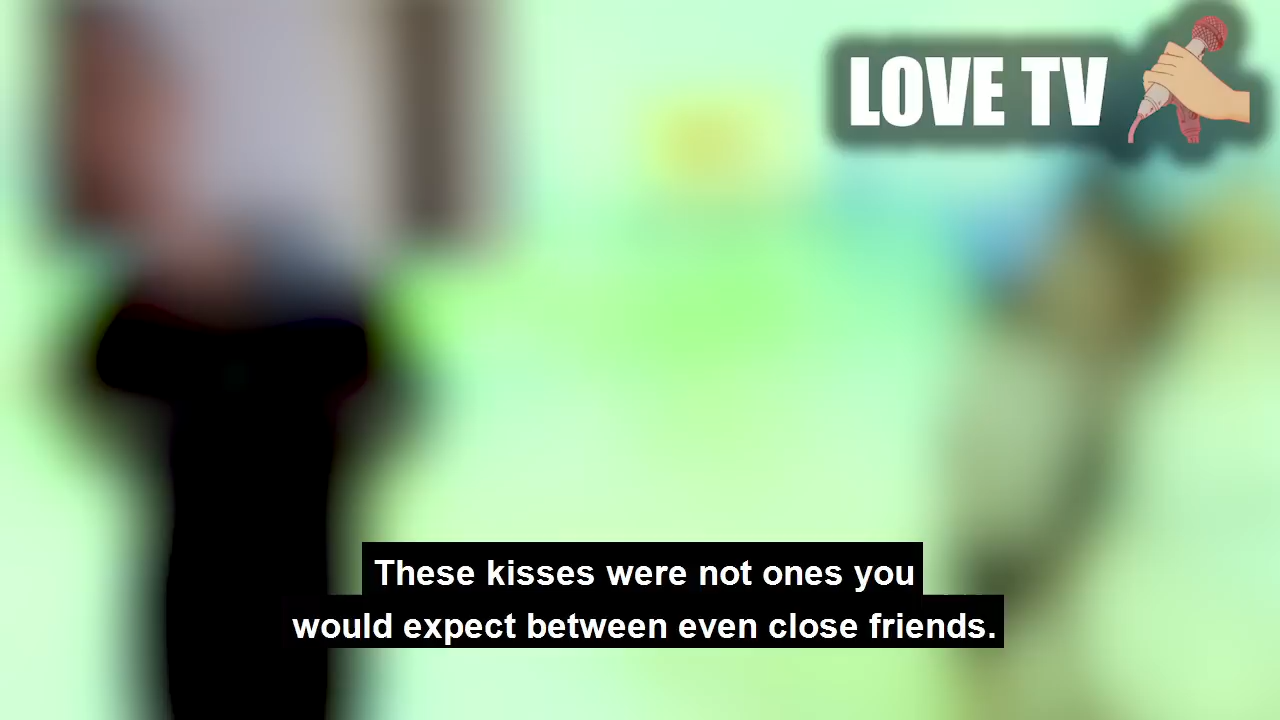 LOVE TV
These kisses were not ones you
would expect between even close friends.